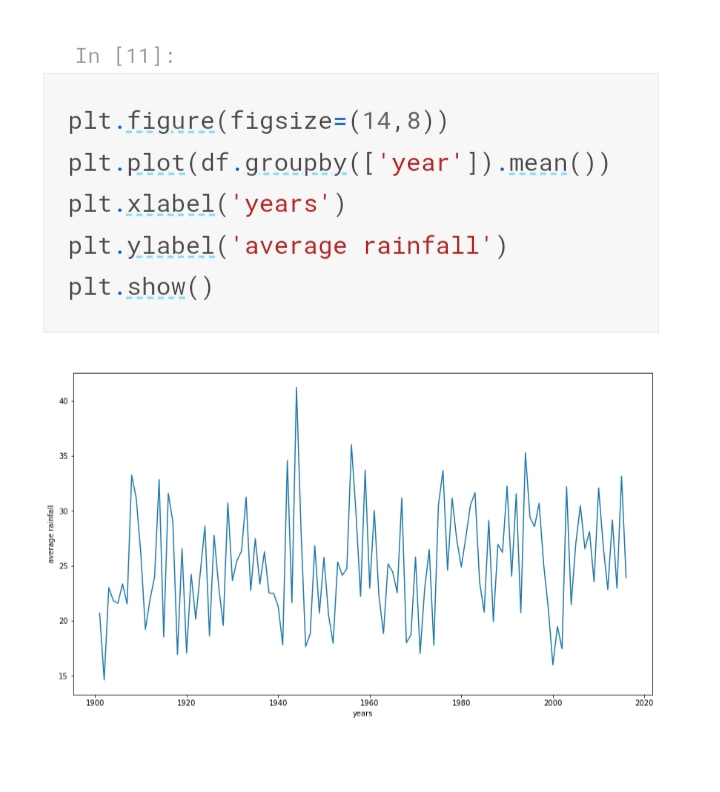 In [11]:
plt.figure(figsize=(14,8))
plt.plot(df.groupby(['year']).mean())
plt.xlabel('years')
plt.ylabel('average rainfall')
plt.show()
40
35
30
25
20
15
average rainfall
1900 1920 1940 1960 1980 2000 2020
years